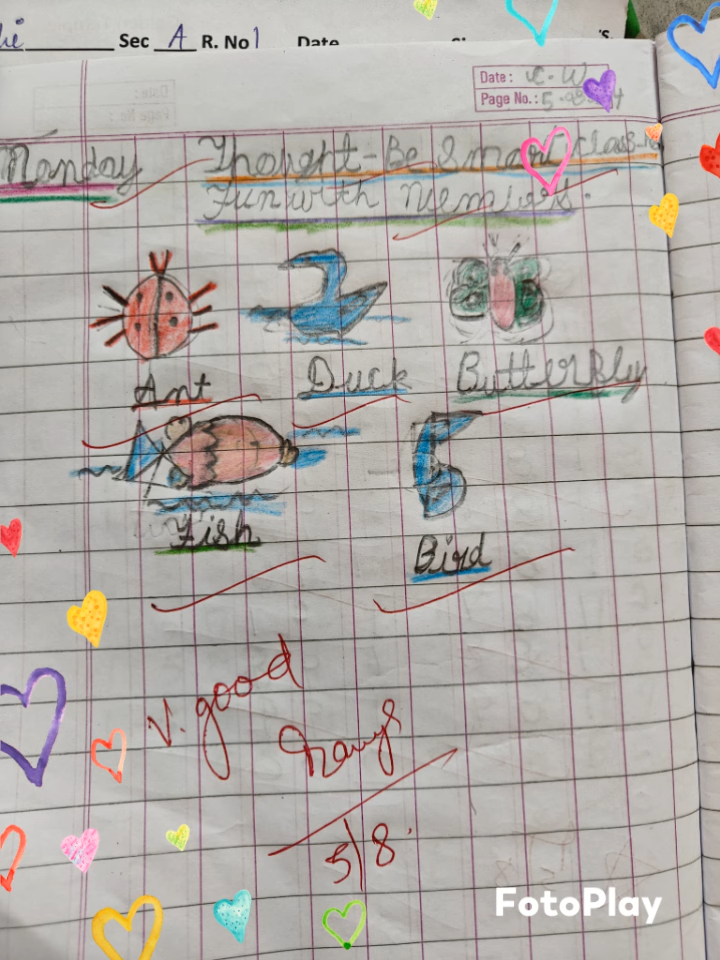 Sec A R. No 1 Date
Date: C.W
Page No.: 5-
Monday Thought - Be Smart
Fun with
Ant Duck Butterfly
Fish Bird
V. good
5/8
FotoPlay